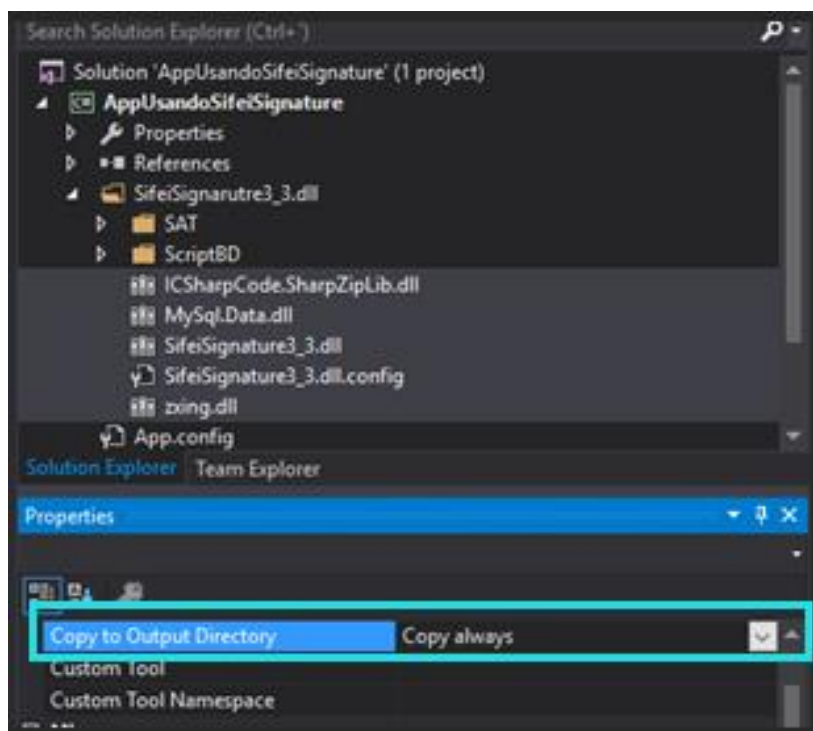 Search Solution Explorer (Ctrl+')
Solution 'AppUsandoSifeiSignature' (1 project)
AppUsandoSifeiSignature
Properties
References
SifeiSignarutre3_3.dll
SAT
ScriptBD
ICSharpCode.SharpZipLib.dll
MySql.Data.dll
SifeiSignature3_3.dll
SifeiSignature3_3.dll.config
zxing.dll
App.config
Solution Explorer Team Explorer
Properties
Copy to Output Directory Copy always
Custom Tool
Custom Tool Namespace